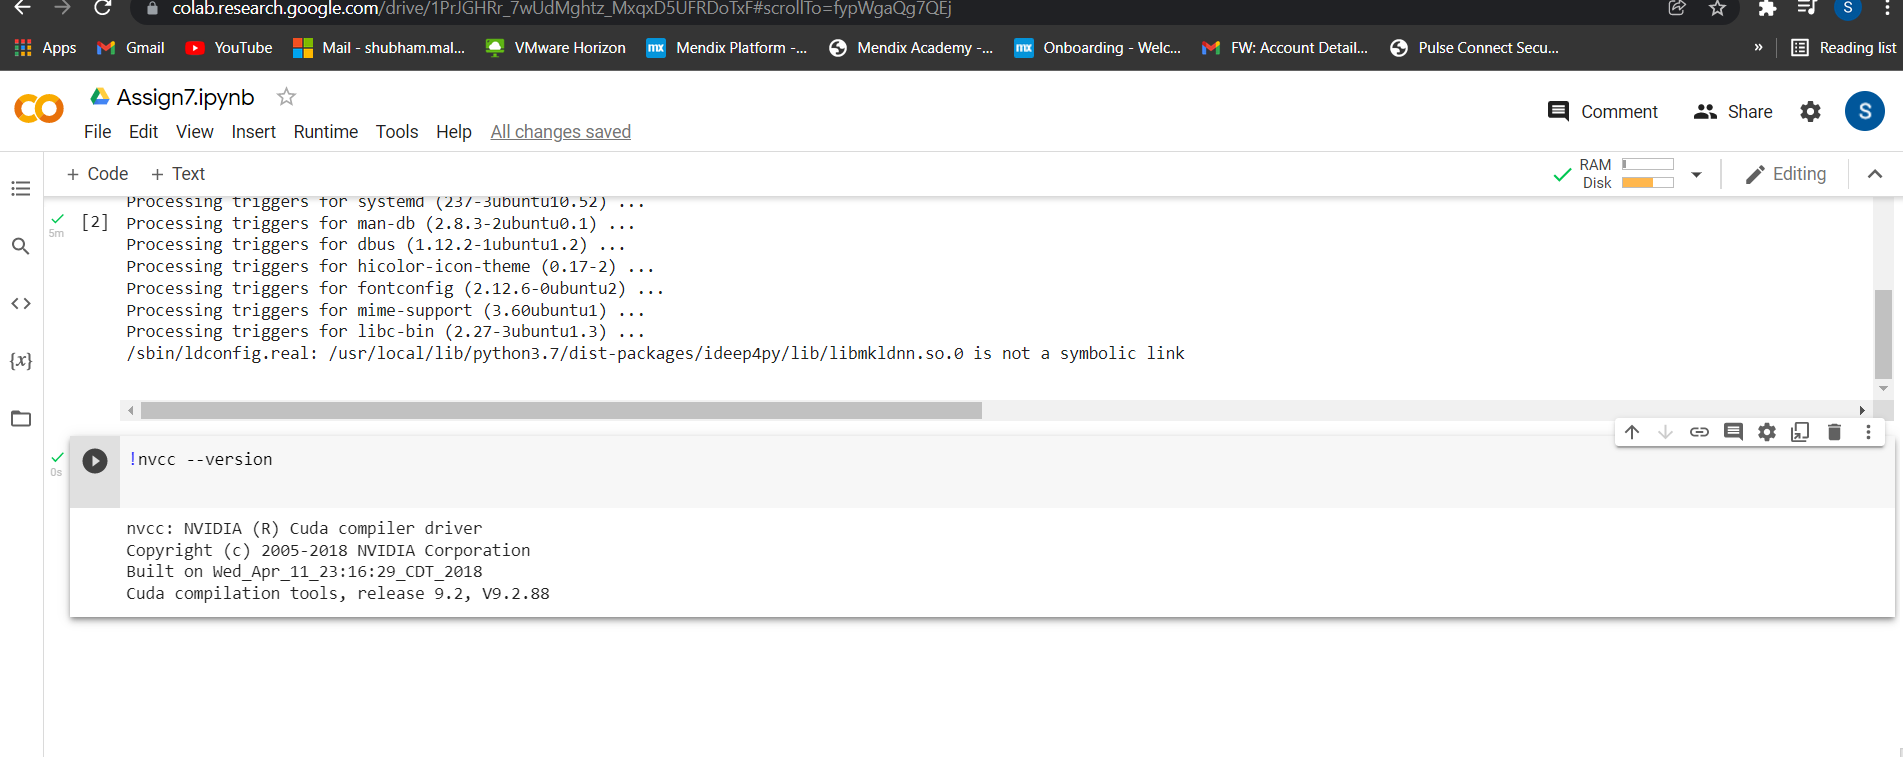 colab.research.google.com/drive/1PrJGHRr_7wUdMghtz_MxqxD5UFRDoTxF#scrollTo=fypWgaQg7QEj
S
Apps Gmail YouTube Mail - shubham.mal... VMware Horizon mx Mendix Platform -... Mendix Academy -... mx Onboarding - Welc... FW: Account Detail... Pulse Connect Secu... » Reading list
Assign7.ipynb
Comment Share S
File Edit View Insert Runtime Tools Help All changes saved
+ Code + Text
RAM
Disk
Editing
Processing triggers for systemd (237-3ubuntu10.52) ...
5m
[2] Processing triggers for man-db (2.8.3-2ubuntu0.1) ...
Processing triggers for dbus (1.12.2-1ubuntu1.2) ...
Processing triggers for hicolor-icon-theme (0.17-2) ...
Processing triggers for fontconfig (2.12.6-0ubuntu2) ...
Processing triggers for mime-support (3.60ubuntu1) ...
Processing triggers for libc-bin (2.27-3ubuntu1.3) ...
/sbin/ldconfig.real: /usr/local/lib/python3.7/dist-packages/ideep4py/lib/libmkldnn.so.0 is not a symbolic link
{x}
0s
!nvcc --version
nvcc: NVIDIA (R) Cuda compiler driver
Copyright (c) 2005-2018 NVIDIA Corporation
Built on Wed_Apr_11_23:16:29_CDT_2018
Cuda compilation tools, release 9.2, V9.2.88